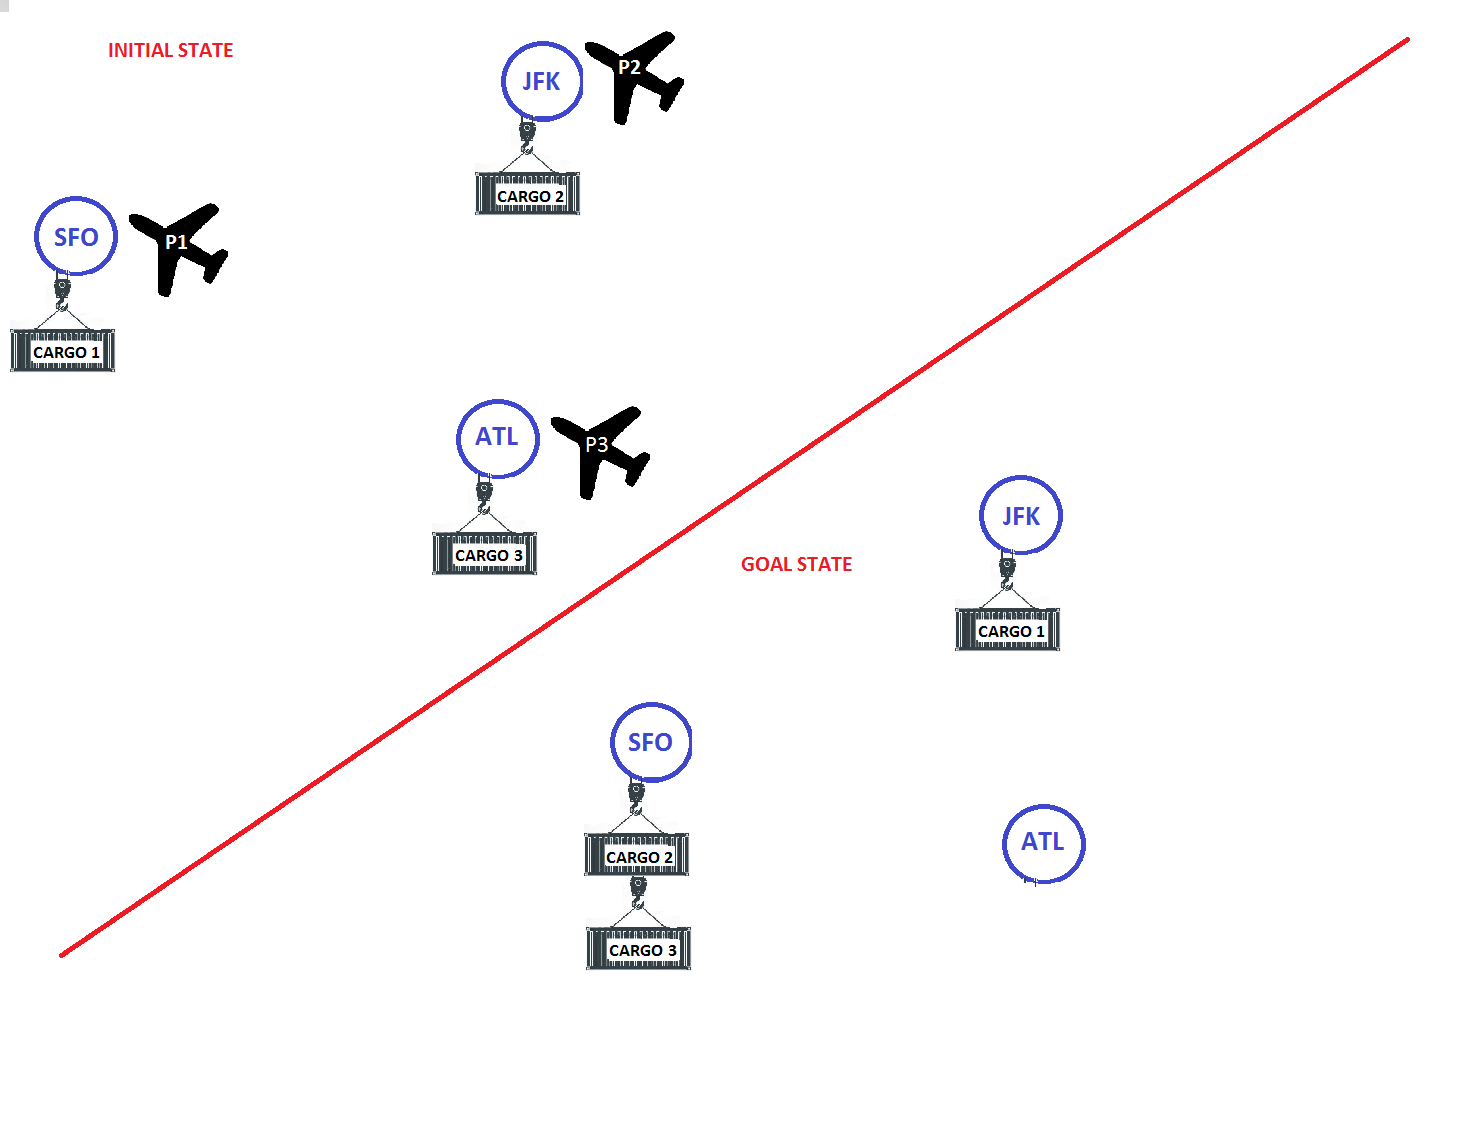 INITIAL STATE
JFK
P2
CARGO 2
SFO
P1
CARGO 1
ATL
P3
CARGO 3
GOAL STATE
JFK
CARGO 1
SFO
CARGO 2
CARGO 3
ATL